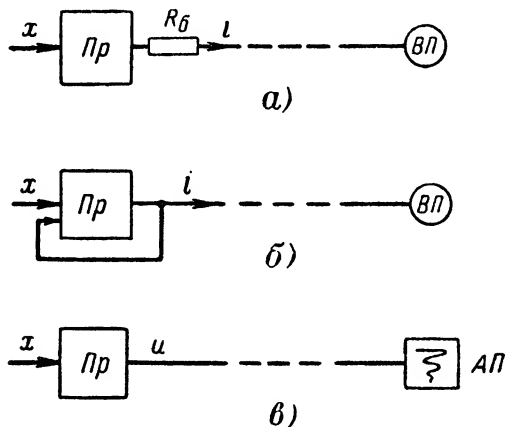 x Пр Rб i ВП
а)
x Пр i ВП
б)
x Пр u АП
в)